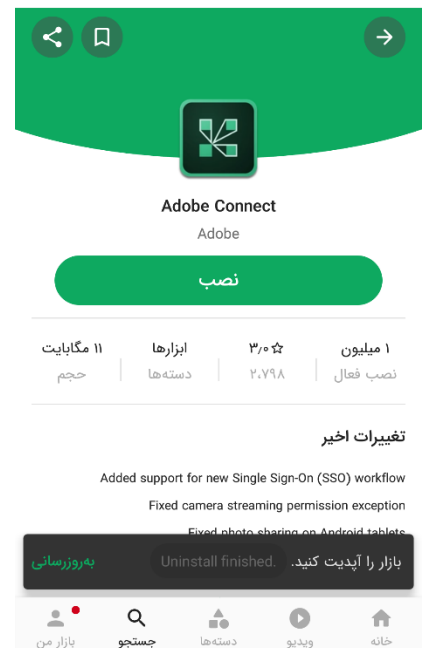 Adobe Connect
Adobe
نصب
۱ میلیون
نصب فعال
۳٫۰
۲،۷۹۸
ابزارها
دسته‌ها
۱۱ مگابایت
حجم
تغییرات اخیر
Added support for new Single Sign-On (SSO) workflow
Fixed camera streaming permission exception
Fixed photo sharing on Android tablets
بازار را آپدیت کنید.
Uninstall finished.
به‌روزرسانی
خانه
ویدیو
دسته‌ها
جستجو
بازار من